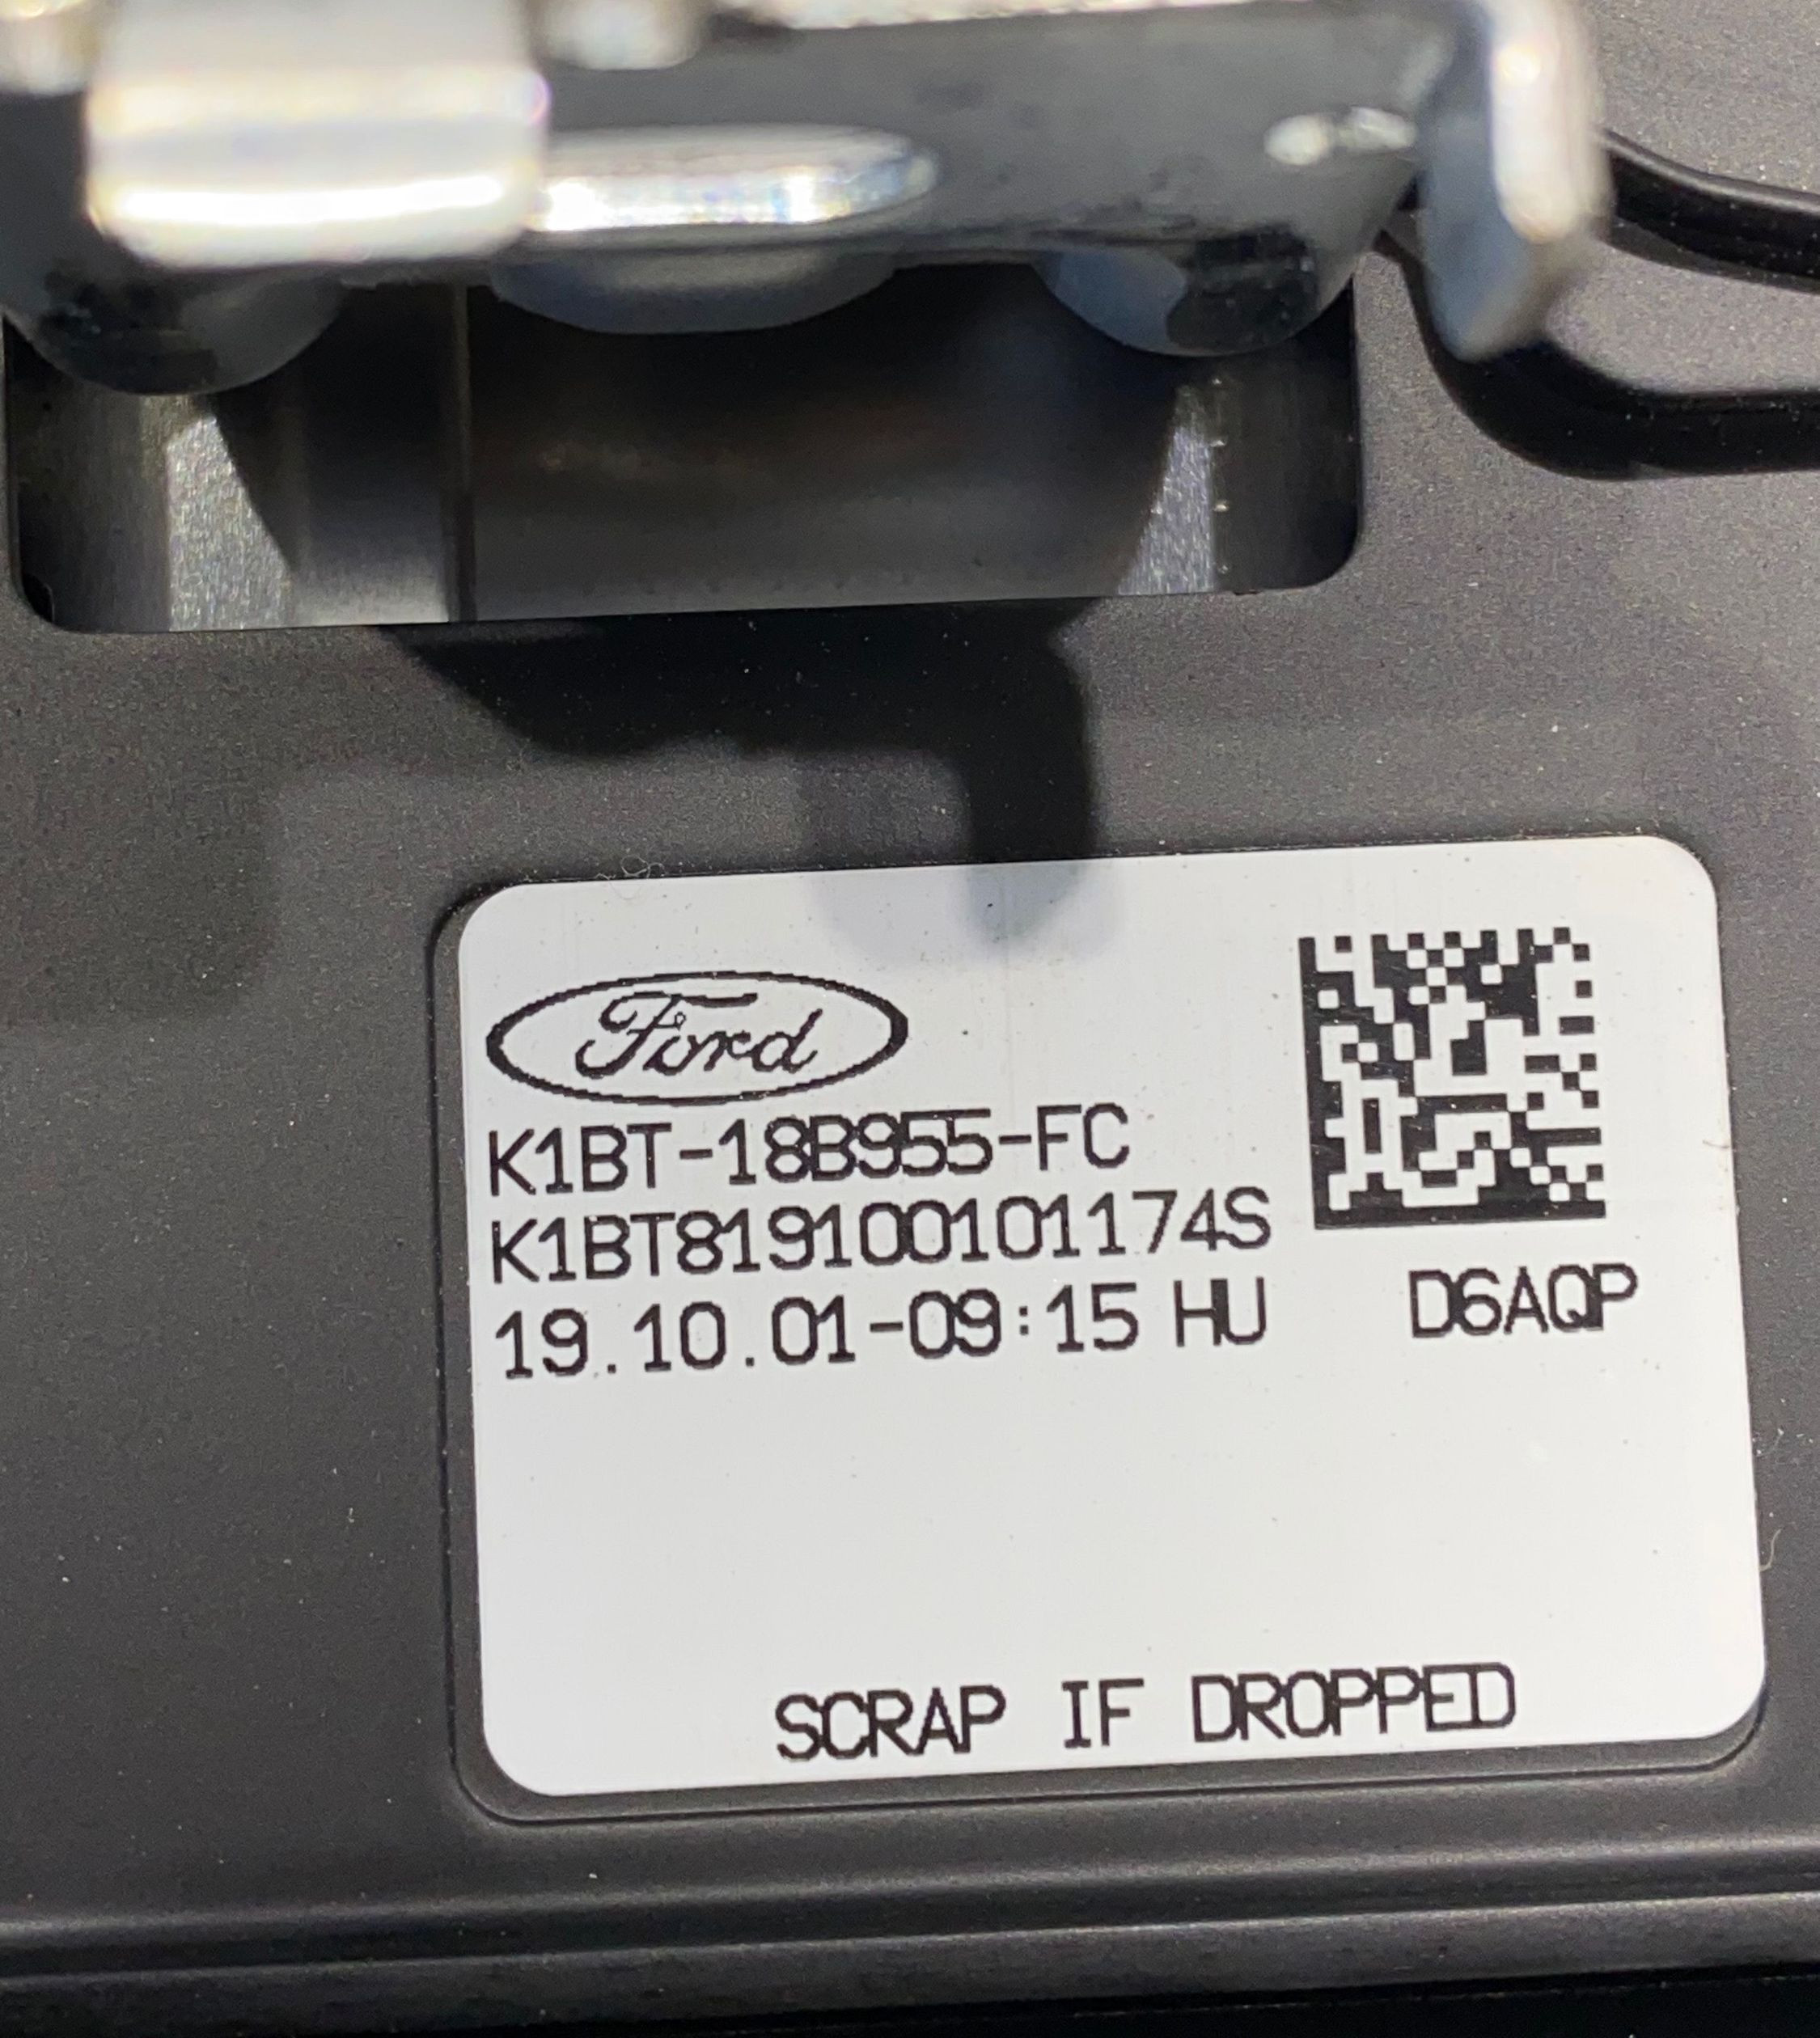 Ford
K1BT-18B955-FC
K1BT819100101174S
19.10.01-09:15 HU
D6AQP
SCRAP IF DROPPED